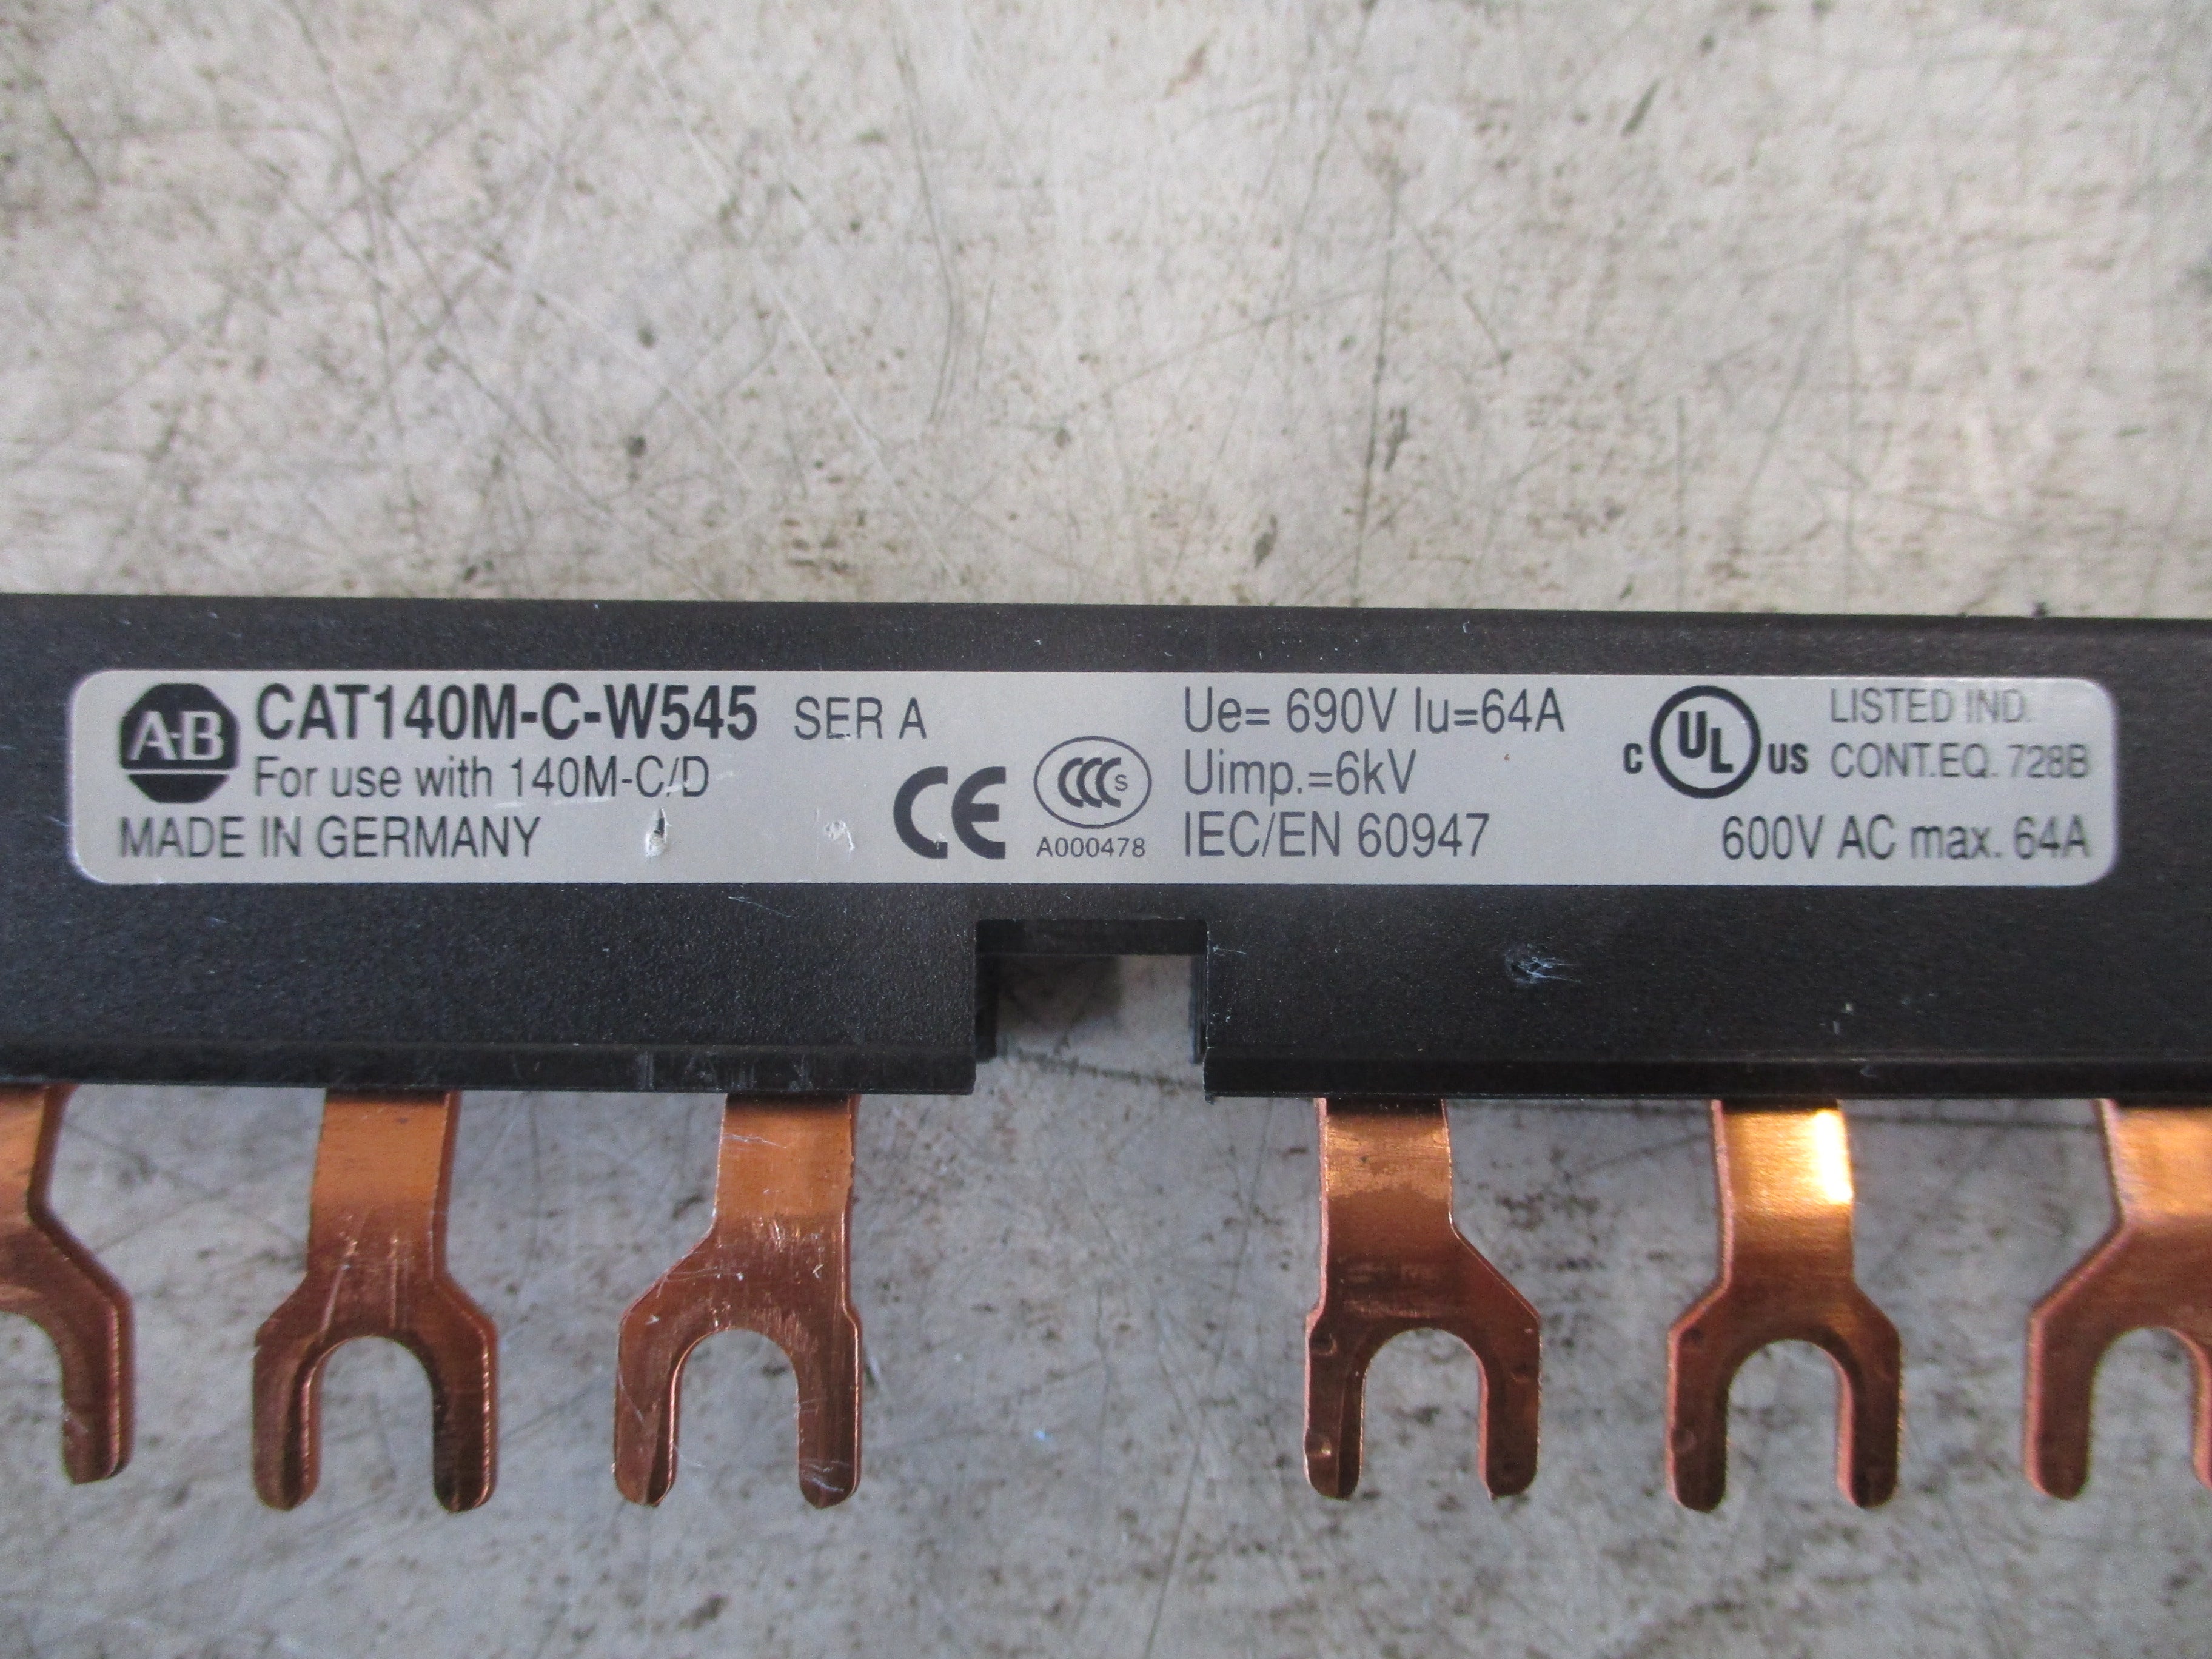 A-B CAT140M-C-W545 SER A
For use with 140M-C/D
MADE IN GERMANY
CE
CCC S
A000478
Ue= 690V Iu=64A
Uimp.=6kV
IEC/EN 60947
C UL US
LISTED IND.
CONT.EQ. 728B
600V AC max. 64A